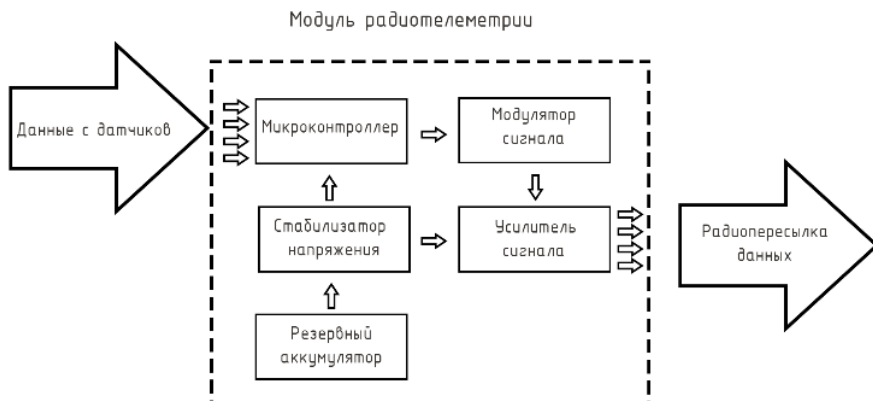 Модуль радиотелеметрии
Данные с датчиков
Микроконтроллер
Модулятор
сигнала
Стабилизатор
напряжения
Усилитель
сигнала
Радиопересылка
данных
Резервный
аккумулятор